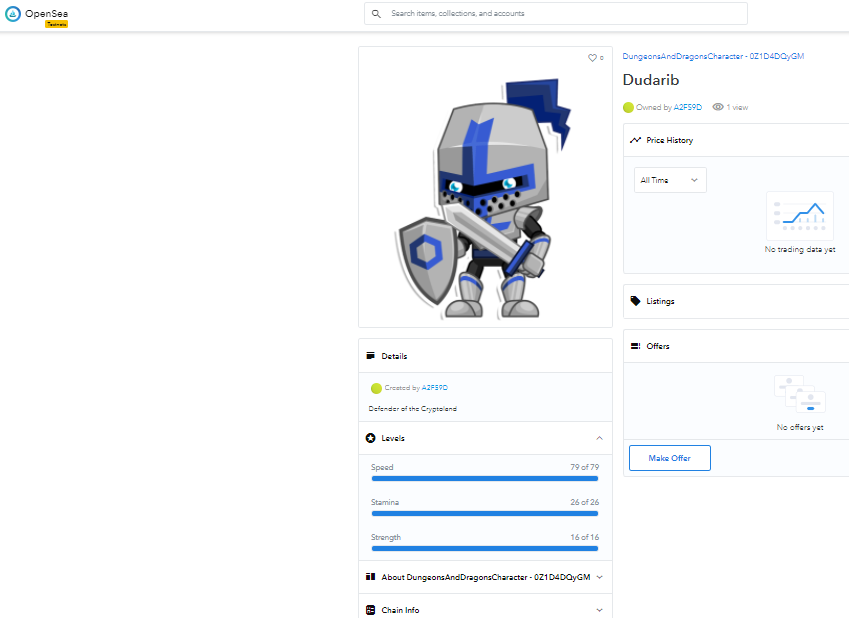 OpenSea
Testnets
Search items, collections, and accounts
0
DungeonsAndDragonsCharacter - 0Z1D4DQyGM
Dudarib
Owned by A2F59D 1 view
Price History
All Time
No trading data yet
Listings
Offers
No offers yet
Make Offer
Details
Created by A2F59D
Defender of the Cryptoland
Levels
Speed 79 of 79
Stamina 26 of 26
Strength 16 of 16
About DungeonsAndDragonsCharacter - 0Z1D4DQyGM
Chain Info